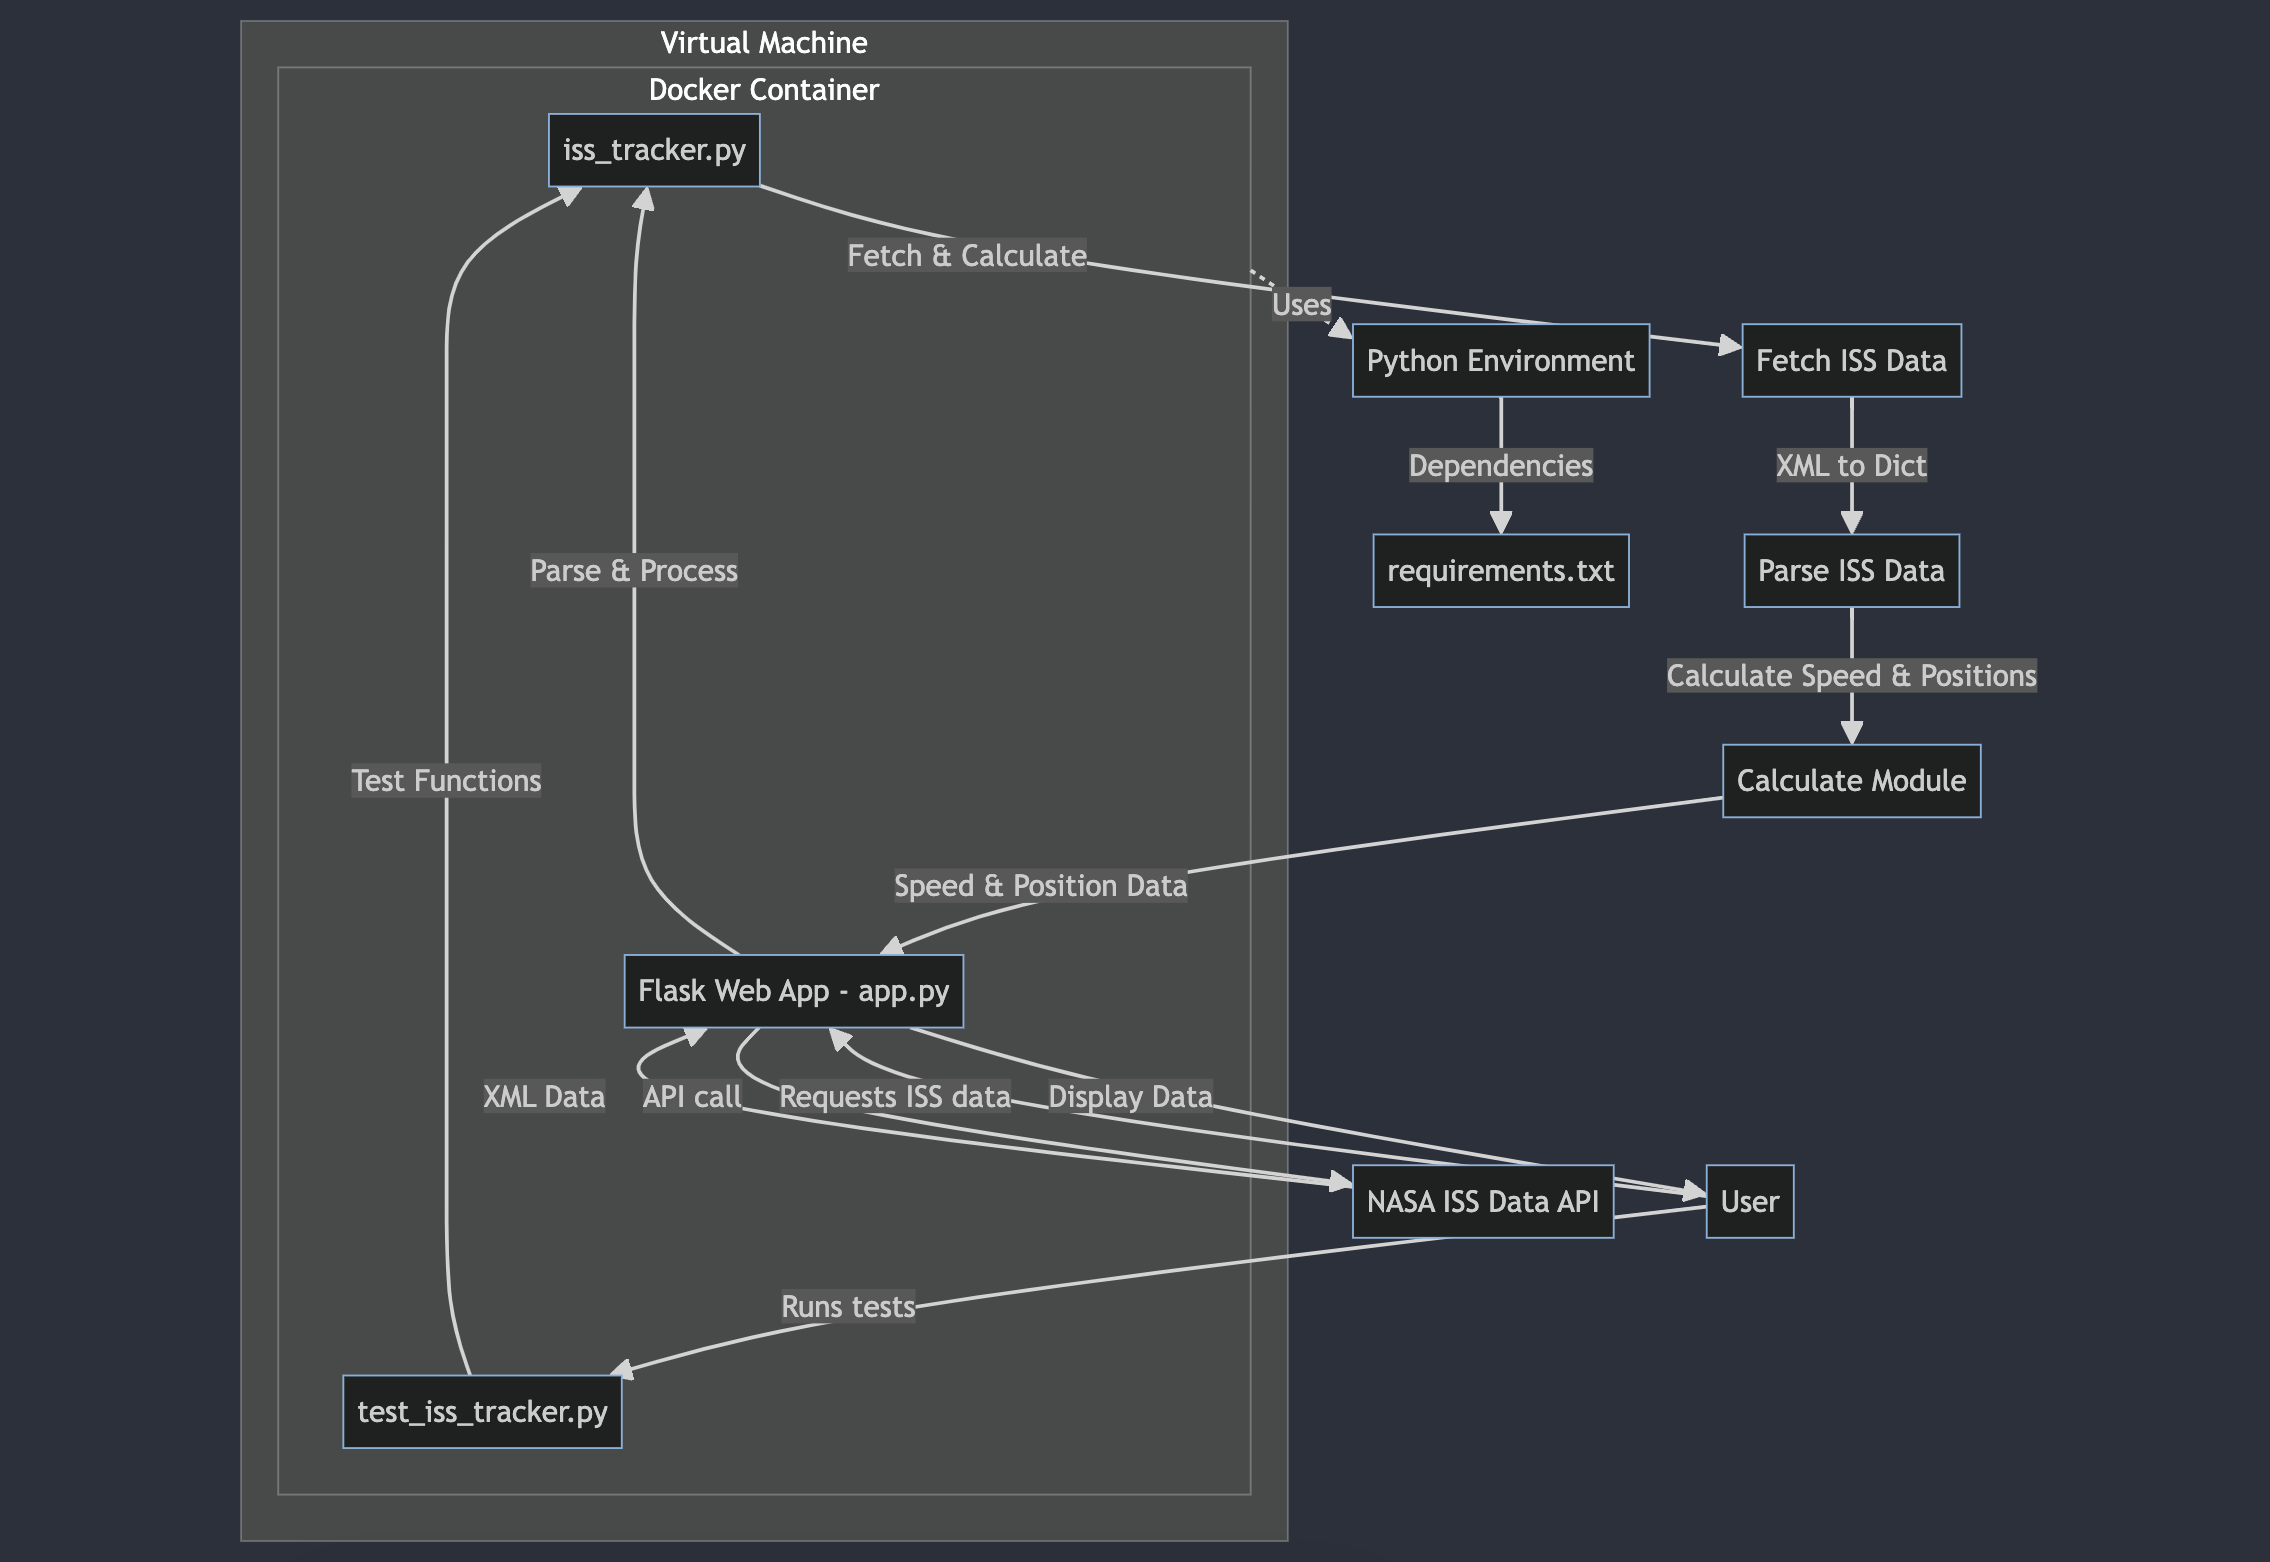 Virtual Machine
Docker Container
iss_tracker.py
Fetch & Calculate
Uses
Python Environment
Fetch ISS Data
Dependencies
XML to Dict
Parse & Process
requirements.txt
Parse ISS Data
Calculate Speed & Positions
Test Functions
Calculate Module
Speed & Position Data
Flask Web App - app.py
XML Data
API call
Requests ISS data
Display Data
NASA ISS Data API
User
Runs tests
test_iss_tracker.py